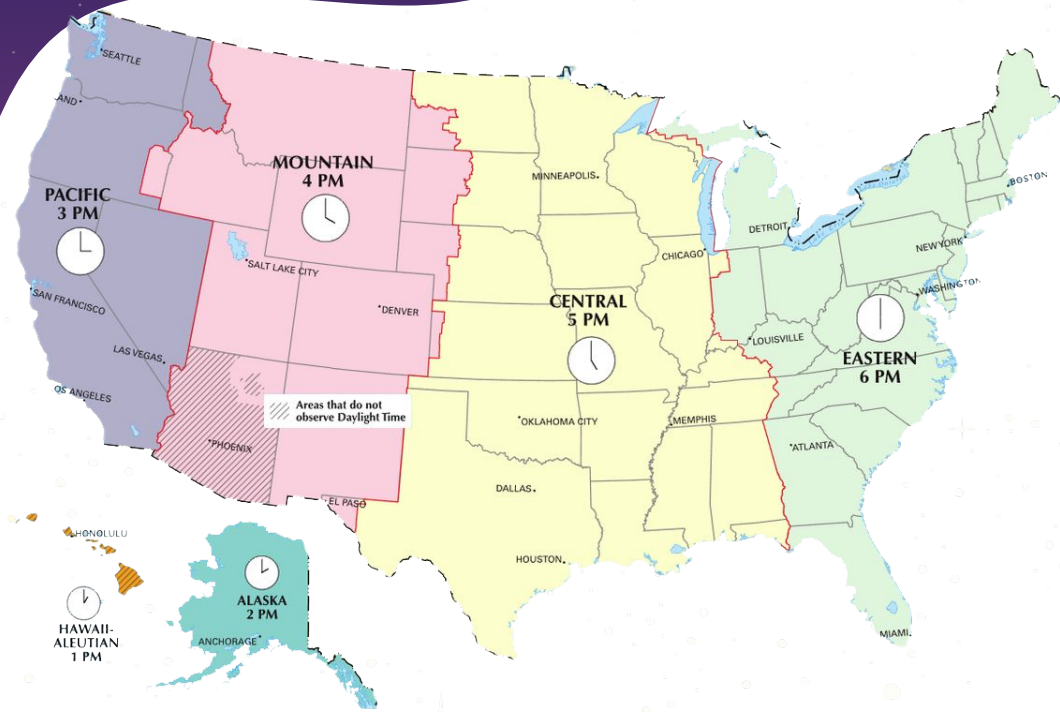 SEATTLE
AND
PACIFIC
3 PM
SAN FRANCISCO
LAS VEGAS
OS ANGELES
MOUNTAIN
4 PM
SALT LAKE CITY
DENVER
Areas that do not
observe Daylight Time
PHOENIX
EL PASO
MINNEAPOLIS
CHICAGO
CENTRAL
5 PM
OKLAHOMA CITY
MEMPHIS
DALLAS
HOUSTON
DETROIT
BOSTON
NEW YORK
WASHINGTON
LOUISVILLE
EASTERN
6 PM
ATLANTA
MIAMI
HONOLULU
HAWAII-
ALEUTIAN
1 PM
ALASKA
2 PM
ANCHORAGE